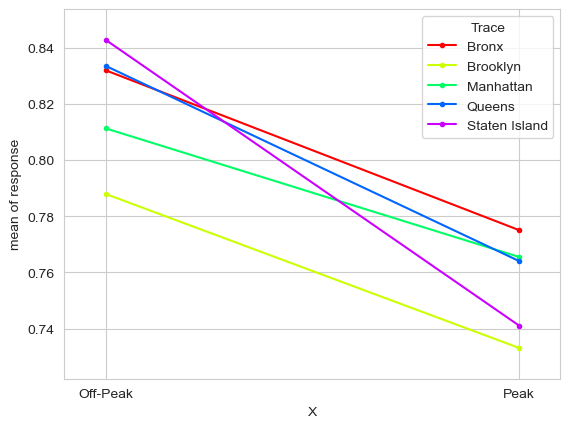 Trace
Bronx
Brooklyn
Manhattan
Queens
Staten Island
0.84
0.82
0.80
0.78
0.76
0.74
mean of response
Off-Peak
Peak
X